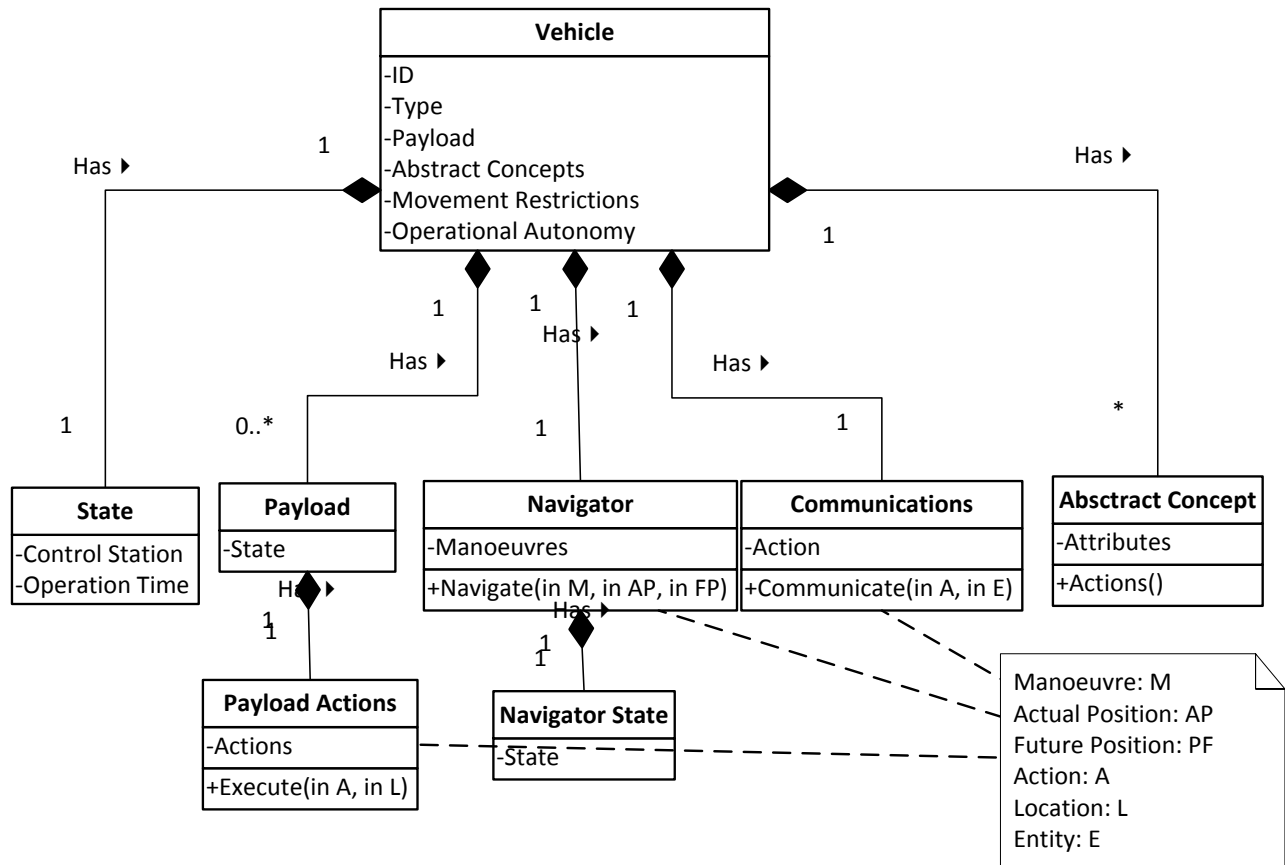 Vehicle
-ID
-Type
-Payload
-Abstract Concepts
-Movement Restrictions
-Operational Autonomy
Has
1
Has
1
1
1
1
Has
Has
Has
1
0..*
1
1
*
State
-Control Station
-Operation Time
Payload
-State
Navigator
-Manoeuvres
+Navigate(in M, in AP, in FP)
Communications
-Action
+Communicate(in A, in E)
Absctract Concept
-Attributes
+Actions()
Has
1
1
Has
1
1
Payload Actions
-Actions
+Execute(in A, in L)
Navigator State
-State
Manoeuvre: M
Actual Position: AP
Future Position: PF
Action: A
Location: L
Entity: E